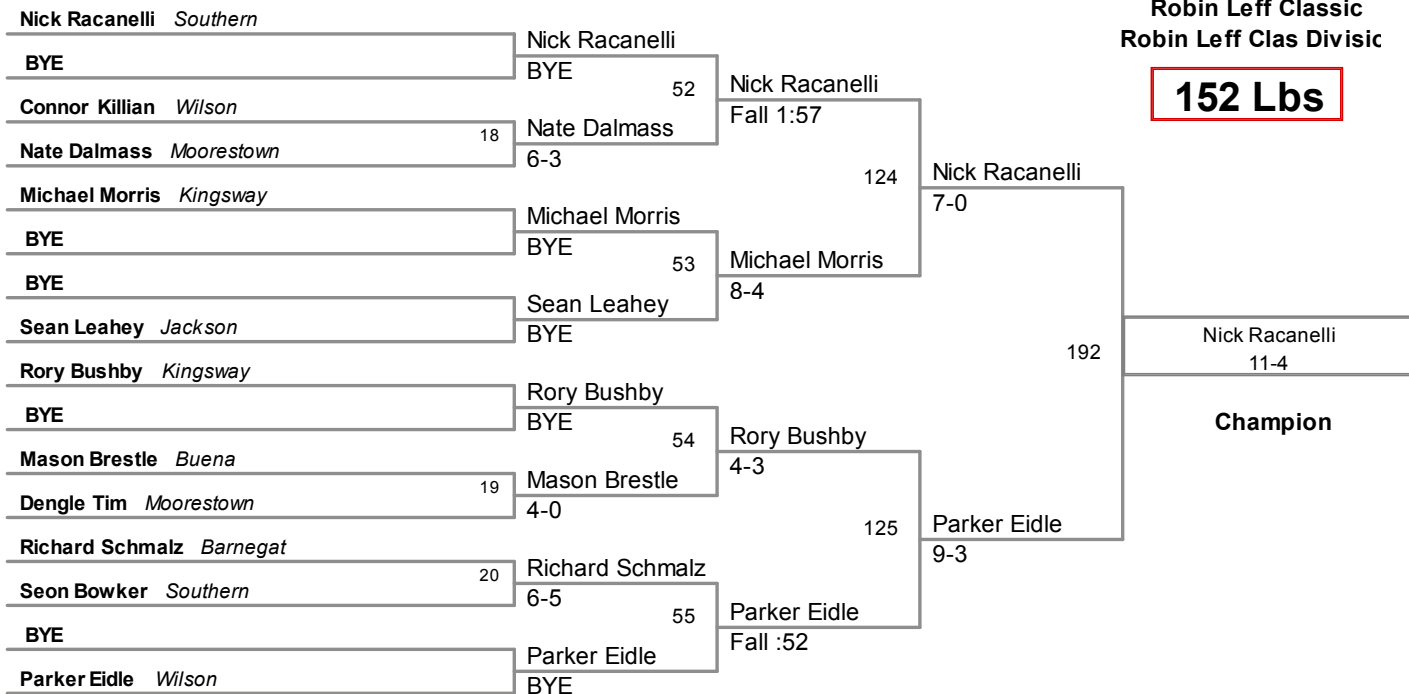 Robin Leff Classic
Robin Leff Clas Divisic
152 Lbs
Nick Racanelli Southern
BYE
Connor Killian Wilson
18
Nate Dalmass Moorestown
Michael Morris Kingsway
BYE
BYE
Sean Leahey Jackson
Rory Bushby Kingsway
BYE
Mason Brestle Buena
19
Dengle Tim Moorestown
Richard Schmalz Barnegat
20
Seon Bowker Southern
BYE
Parker Eidle Wilson
Nick Racanelli
BYE
52
Nate Dalmass
6-3
Michael Morris
BYE
53
Sean Leahey
BYE
Rory Bushby
BYE
54
Mason Brestle
4-0
Richard Schmalz
6-5
55
Parker Eidle
BYE
Nick Racanelli
Fall 1:57
124
Michael Morris
8-4
Rory Bushby
4-3
125
Parker Eidle
Fall :52
Nick Racanelli
7-0
192
Parker Eidle
9-3
Nick Racanelli
11-4
Champion